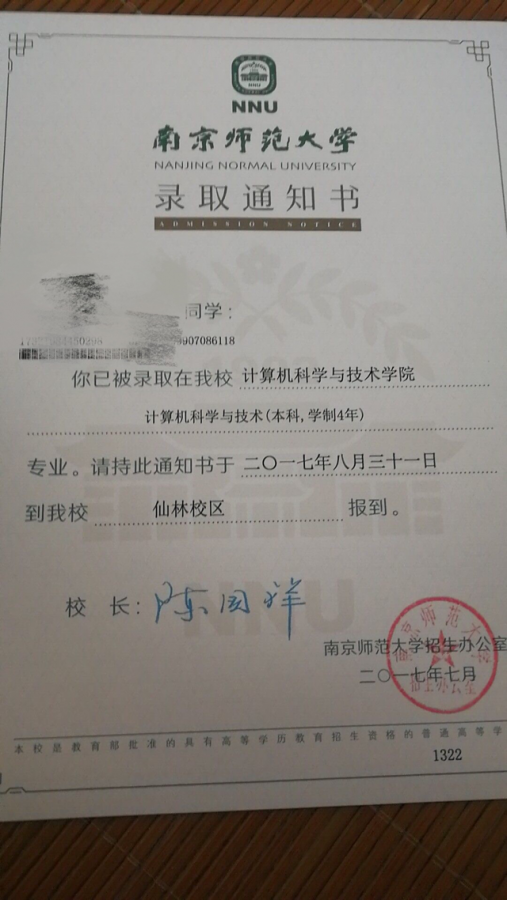 NNU
南京师范大学
NANJING NORMAL UNIVERSITY
录取通知书
ADMISSION NOTICE
同学：
9907086118
你已被录取在我校 计算机科学与技术学院
计算机科学与技术(本科,学制4年)
专业。请持此通知书于 二〇一七年八月三十一日
到我校 仙林校区 报到。
校 长： 陈国祥
南京师范大学招生办公室
二〇一七年七月
本校是教育部批准的具有高等学历教育招生资格的普通高等学
1322